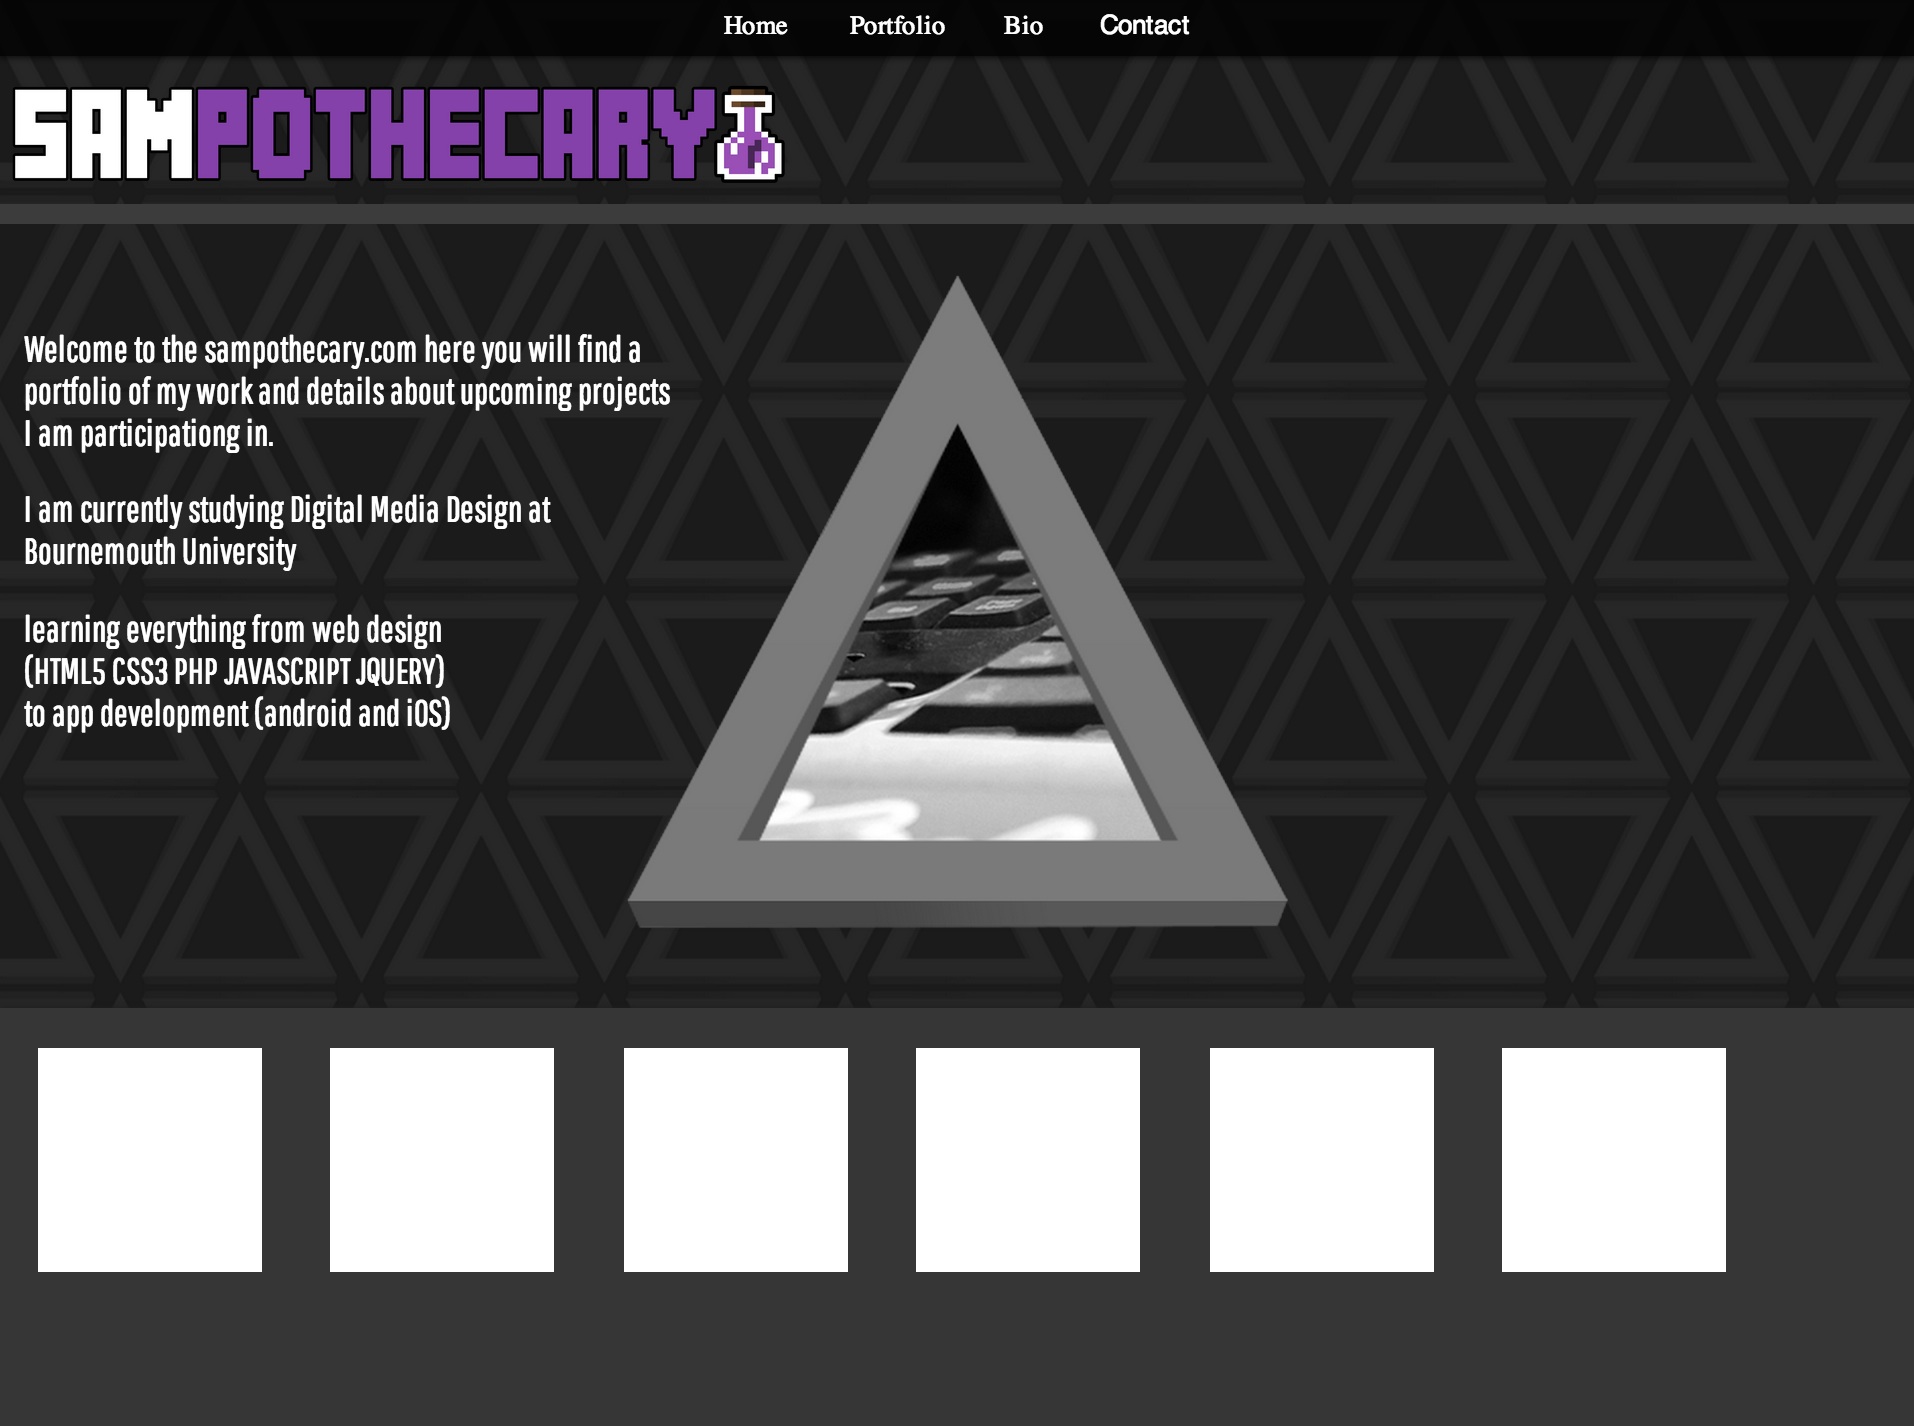 Home Portfolio Bio Contact
SAMPOTHECARY
Welcome to the sampothecary.com here you will find a
portfolio of my work and details about upcoming projects
I am participationg in.
I am currently studying Digital Media Design at
Bournemouth University
learning everything from web design
(HTML5 CSS3 PHP JAVASCRIPT JQUERY)
to app development (android and iOS)